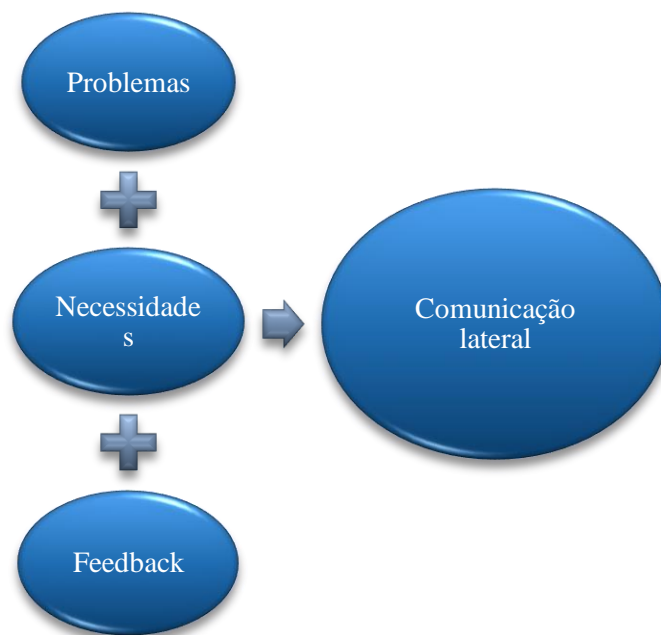 Problemas
Necessidade
s
Comunicação
lateral
Feedback